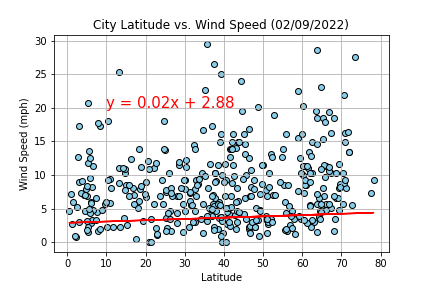 City Latitude vs. Wind Speed (02/09/2022)
30
25
20
15
10
5
0
Wind Speed (mph)
y = 0.02x + 2.88
0 10 20 30 40 50 60 70 80
Latitude